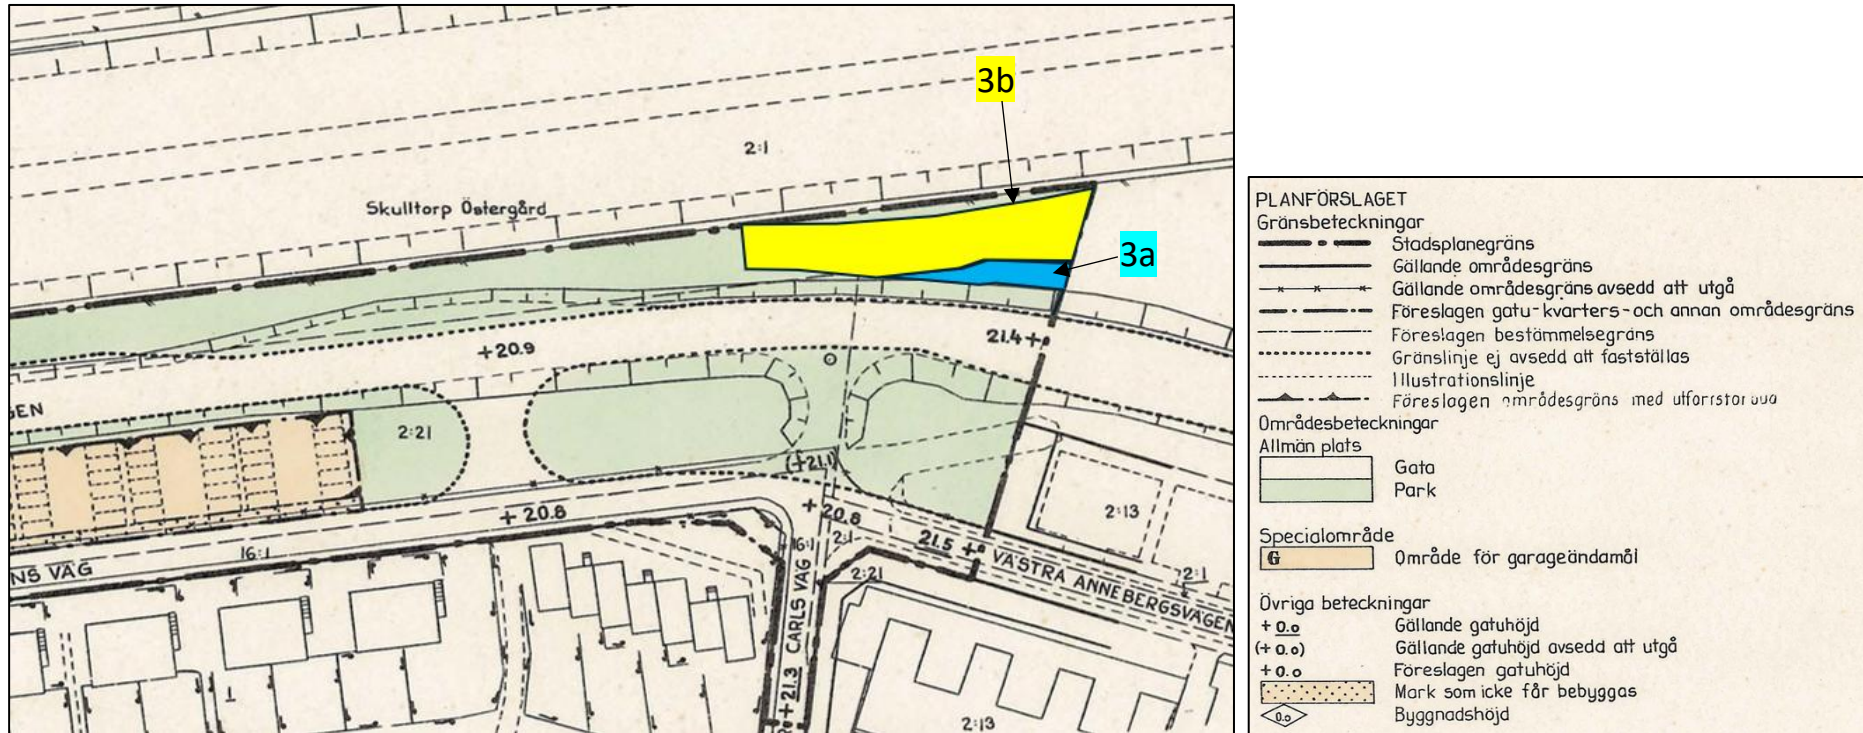 3b
2:1
Skulltorp Östergård
3a
21.4+
+20.9
2:21
(+21.1)
+20.8
+20.8
2:13
16:1
16:1
2:1
21.5 +
VÄSTRA ANNEBERGSVÄGEN
2:1
NS VÄG
2:21
CARLS VÄG
+21.3
2:13
PLANFÖRSLAGET
Gränsbeteckningar
Stadsplanegräns
Gällande områdesgräns
Gällande områdesgräns avsedd att utgå
Föreslagen gatu-kvarters-och annan områdesgräns
Föreslagen bestämmelsegräns
Gränslinje ej avsedd att fastställas
Illustrationslinje
Föreslagen områdesgräns med
Områdesbeteckningar
Allmän plats
Gata
Park
Specialområde
G Område för garageändamål
Övriga beteckningar
+ 0.0 Gällande gatuhöjd
(+ 0.0) Gällande gatuhöjd avsedd att utgå
+ 0.0 Föreslagen gatuhöjd
Mark som icke får bebyggas
0.0 Byggnadshöjd